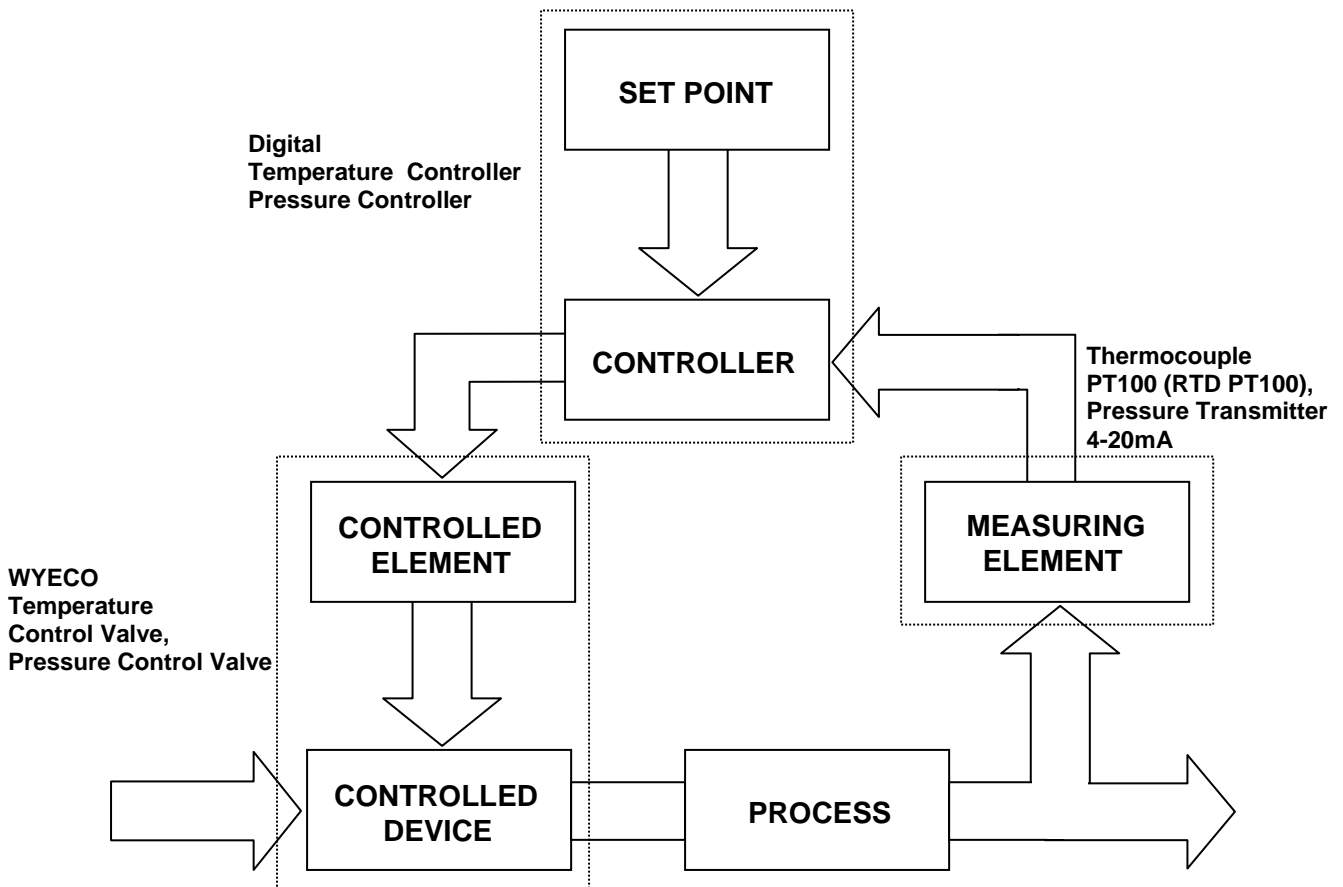 SET POINT
Digital
Temperature Controller
Pressure Controller
CONTROLLER
Thermocouple
PT100 (RTD PT100),
Pressure Transmitter
4-20mA
CONTROLLED
ELEMENT
MEASURING
ELEMENT
WYECO
Temperature
Control Valve,
Pressure Control Valve
CONTROLLED
DEVICE
PROCESS